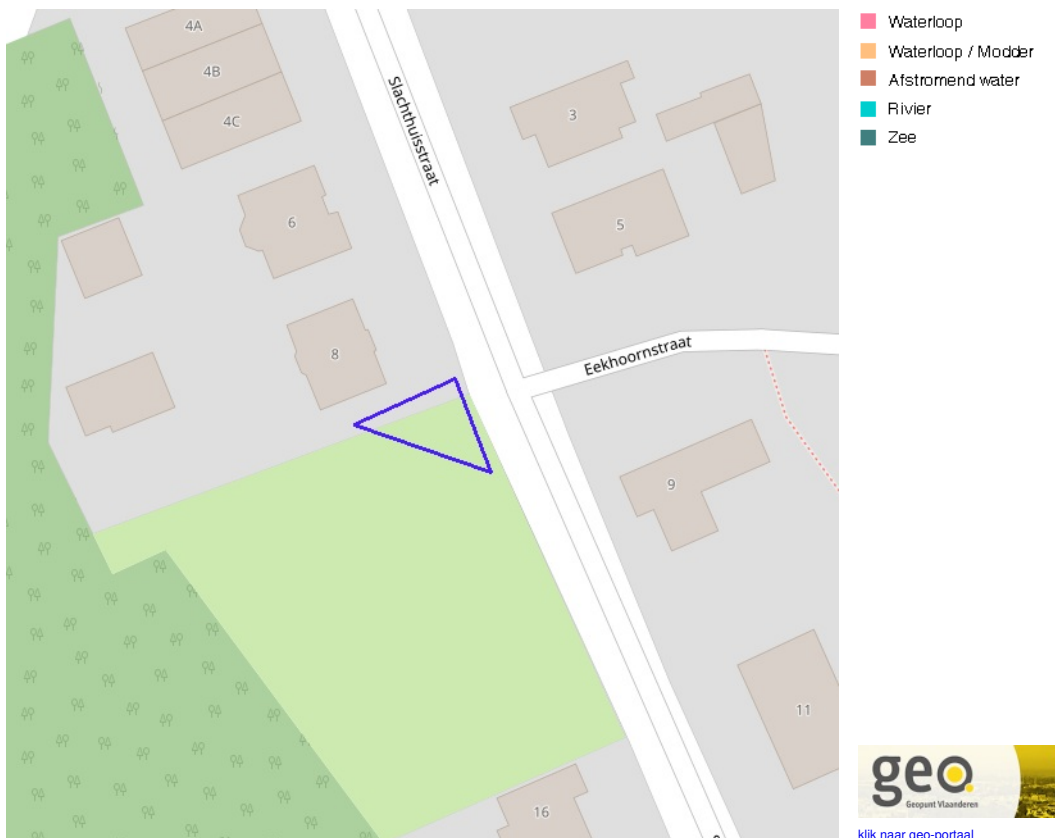 4A
4B
4C
Slachthuisstraat
3
6
5
8
Eekhoornstraat
9
11
16
Waterloop
Waterloop / Modder
Afstromend water
Rivier
Zee
geo.
Geopunt Vlaanderen
klik naar geo-portaal